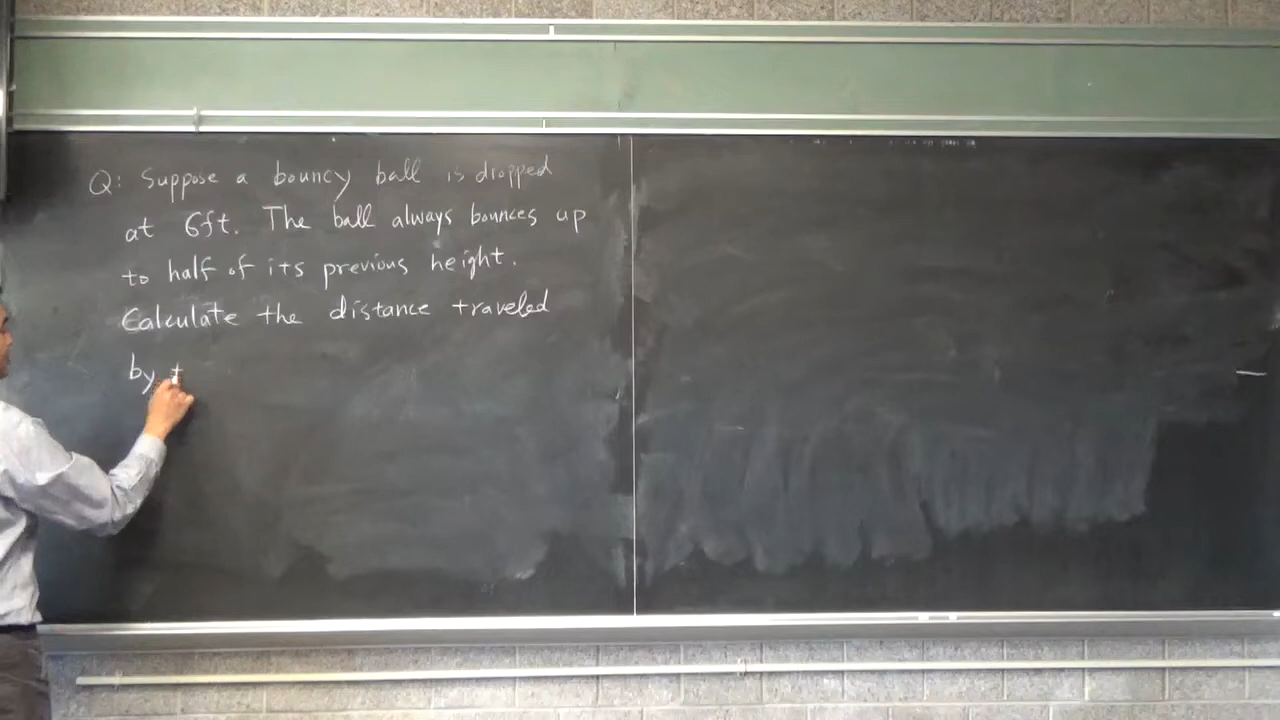 Q: Suppose a bouncy ball is dropped
at 6ft. The ball always bounces up
to half of its previous height.
Calculate the distance traveled
by t